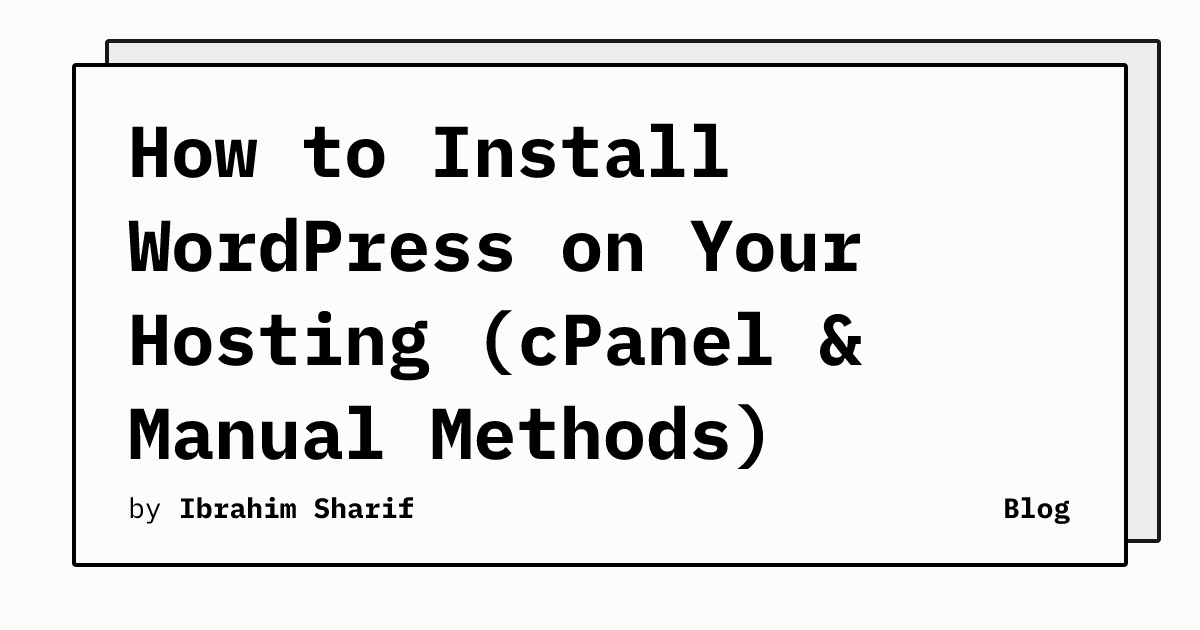 How to Install
WordPress on Your
Hosting (cPanel &
Manual Methods)
by Ibrahim Sharif
Blog